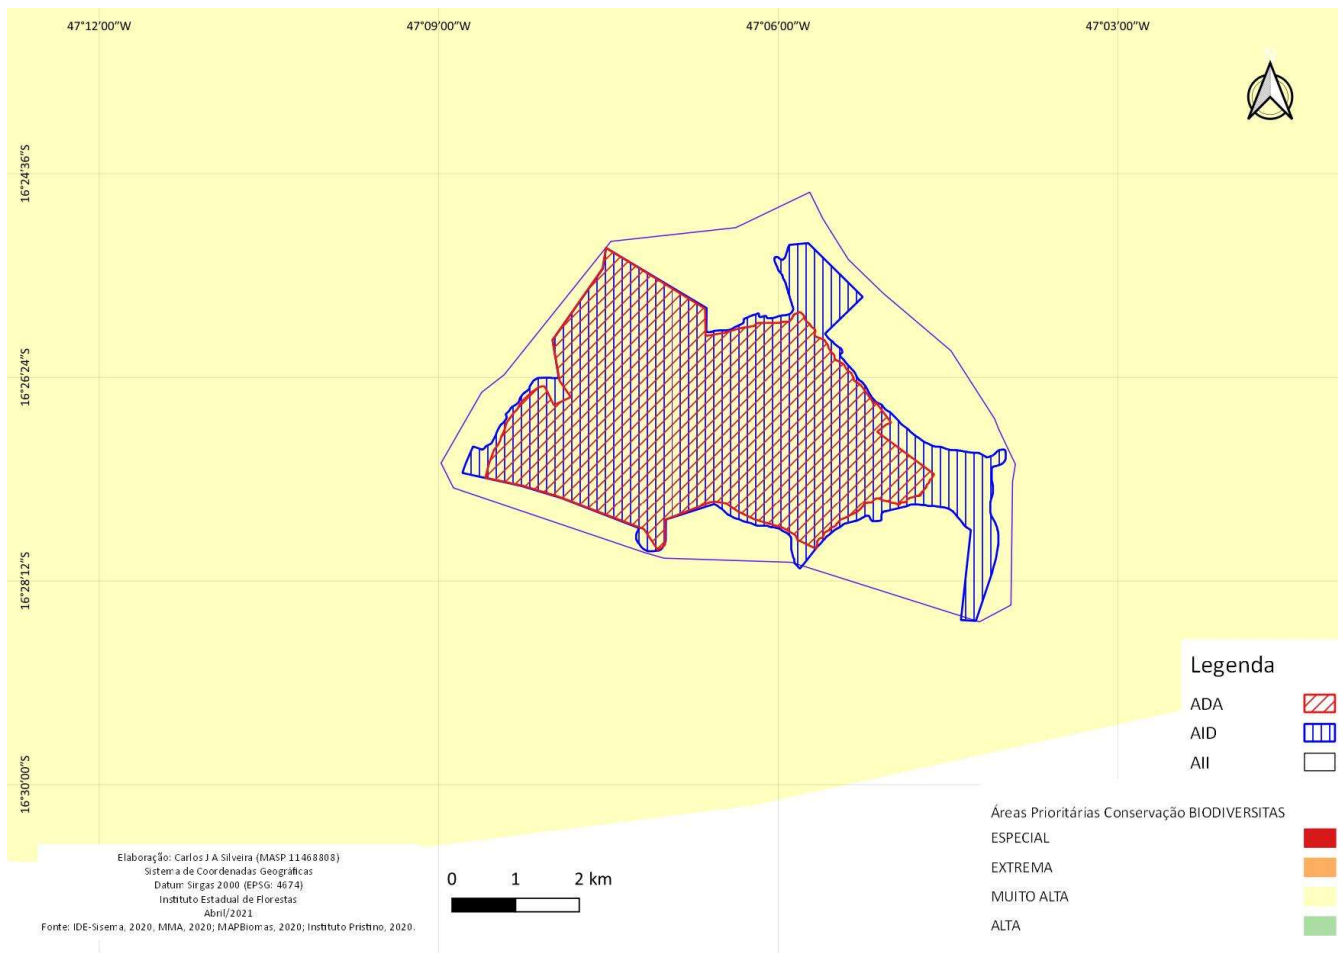 47°12'00"W
47°09'00"W
47°06'00"W
47°03'00"W
16°24'36"S
16°26'24"S
16°28'12"S
16°30'00"S
Legenda
ADA
AID
AII
Áreas Prioritárias Conservação BIODIVERSITAS
ESPECIAL
EXTREMA
MUITO ALTA
ALTA
Elaboração: Carlos J A Silveira (MASP 11468808)
Sistema de Coordenadas Geográficas
Datum Sirgas 2000 (EPSG: 4674)
Instituto Estadual de Florestas
Abril/2021
Fonte: IDE-Sisema, 2020, MMA, 2020; MAPBiomas, 2020; Instituto Prístino, 2020.
0 1 2 km